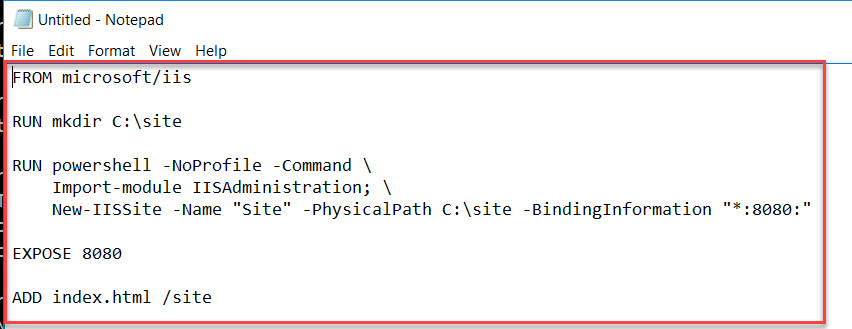 Untitled - Notepad
File Edit Format View Help
FROM microsoft/iis
RUN mkdir C:\site
RUN powershell -NoProfile -Command \
Import-module IISAdministration; \
New-IISSite -Name "Site" -PhysicalPath C:\site -BindingInformation "*:8080:"
EXPOSE 8080
ADD index.html /site